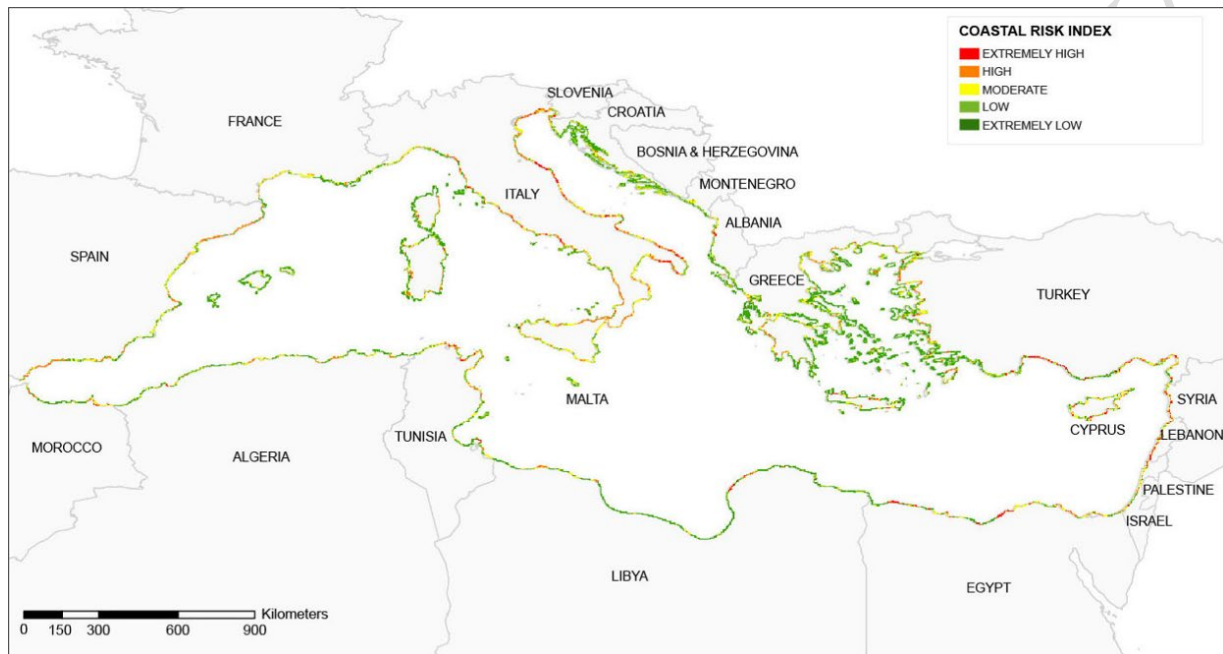 COASTAL RISK INDEX
EXTREMELY HIGH
HIGH
MODERATE
LOW
EXTREMELY LOW
SLOVENIA
CROATIA
FRANCE
BOSNIA & HERZEGOVINA
MONTENEGRO
ITALY
ALBANIA
SPAIN
GREECE
TURKEY
MALTA
SYRIA
CYPRUS
LEBANON
MOROCCO
TUNISIA
ALGERIA
PALESTINE
ISRAEL
LIBYA
EGYPT
Kilometers
0 150 300 600 900